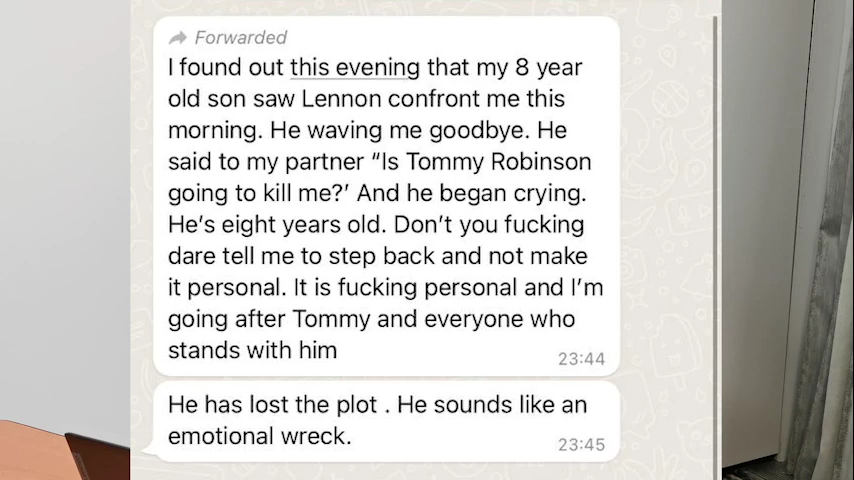 Forwarded
I found out this evening that my 8 year
old son saw Lennon confront me this
morning. He waving me goodbye. He
said to my partner “Is Tommy Robinson
going to kill me?’ And he began crying.
He’s eight years old. Don’t you fucking
dare tell me to step back and not make
it personal. It is fucking personal and I’m
going after Tommy and everyone who
stands with him
23:44
He has lost the plot . He sounds like an
emotional wreck.
23:45